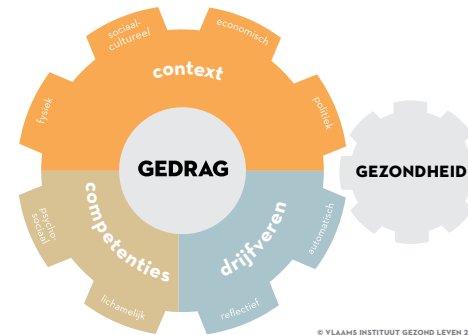 sociaal-
cultureel
economisch
context
fysiek
politiek
GEDRAG
GEZONDHEID
psycho-
sociaal
competenties
drijfveren
automatisch
lichamelijk
reflectief
© VLAAMS INSTITUUT GEZOND LEVEN 2